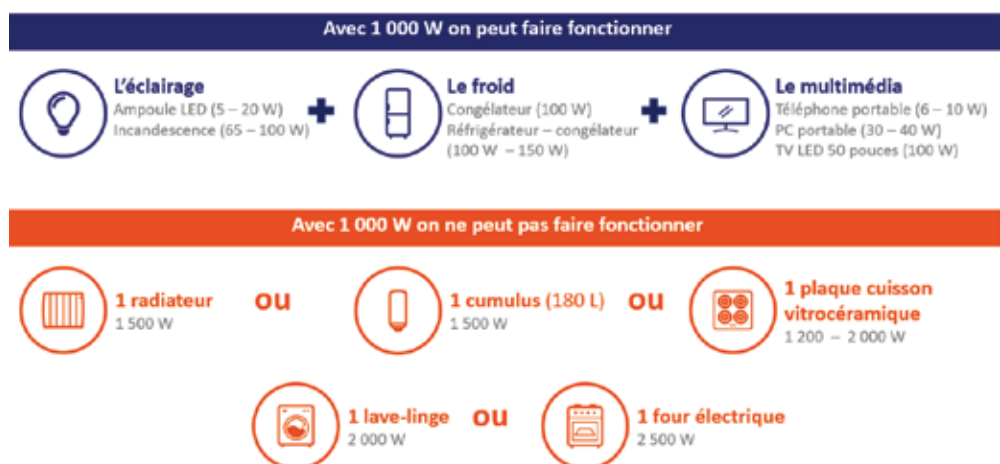 Avec 1 000 W on peut faire fonctionner
L'éclairage
Ampoule LED (5 – 20 W)
Incandescence (65 – 100 W)
+
Le froid
Congélateur (100 W)
Réfrigérateur – congélateur
(100 W – 150 W)
+
Le multimédia
Téléphone portable (6 – 10 W)
PC portable (30 – 40 W)
TV LED 50 pouces (100 W)
Avec 1 000 W on ne peut pas faire fonctionner
1 radiateur
1 500 W
ou
1 cumulus (180 L)
1 500 W
ou
1 plaque cuisson
vitrocéramique
1 200 – 2 000 W
1 lave-linge
2 000 W
ou
1 four électrique
2 500 W